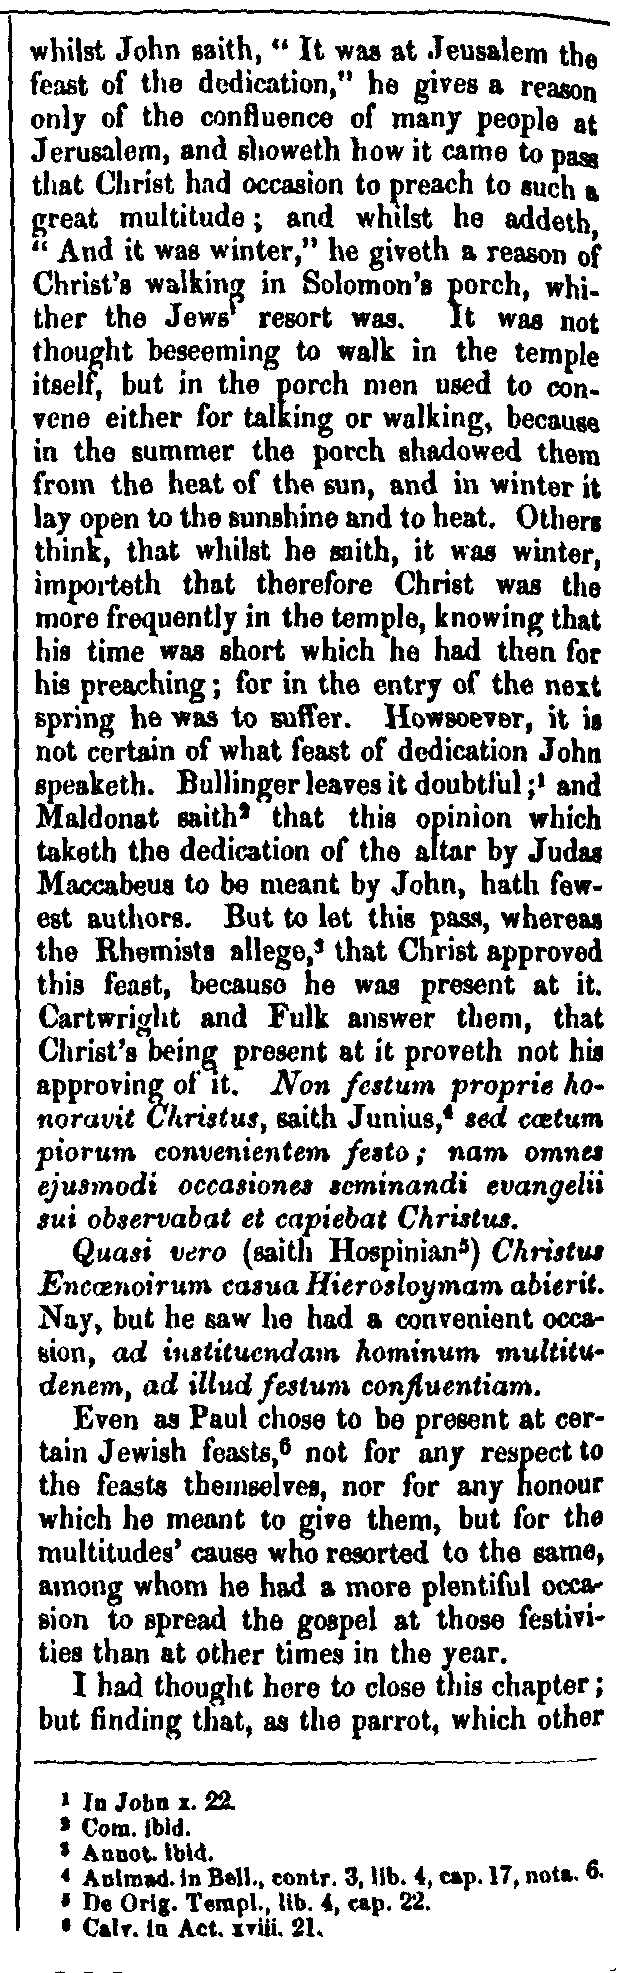 whilst John saith, “ It was at Jeusalem the
feast of the dedication,” he gives a reason
only of the confluence of many people at
Jerusalem, and showeth how it came to pass
that Christ had occasion to preach to such a
great multitude ; and whilst he addeth,
“ And it was winter,” he giveth a reason of
Christ’s walking in Solomon’s porch, whi-
ther the Jews’ resort was. It was not
thought beseeming to walk in the temple
itself, but in the porch men used to con-
vene either for talking or walking, because
in the summer the porch shadowed them
from the heat of the sun, and in winter it
lay open to the sunshine and to heat. Others
think, that whilst he saith, it was winter,
importeth that therefore Christ was the
more frequently in the temple, knowing that
his time was short which he had then for
his preaching ; for in the entry of the next
spring he was to suffer. Howsoever, it is
not certain of what feast of dedication John
speaketh. Bullinger leaves it doubtful ;¹ and
Maldonat saith² that this opinion which
taketh the dedication of the altar by Judas
Maccabeus to be meant by John, hath few-
est authors. But to let this pass, whereas
the Rhemists allege,³ that Christ approved
this feast, because he was present at it.
Cartwright and Fulk answer them, that
Christ’s being present at it proveth not his
approving of it. Non festum proprie ho-
noravit Christus, saith Junius,⁴ sed cœtum
piorum convenientem festo ; nam omnes
ejusmodi occasiones seminandi evangelii
sui observabat et capiebat Christus.
Quasi vero (saith Hospinian⁵) Christus
Encœnoirum casua Hierosloymam abierit.
Nay, but he saw he had a convenient occa-
sion, ad instituendam hominum multitu-
denem, ad illud festum confluentiam.
Even as Paul chose to be present at cer-
tain Jewish feasts,⁶ not for any respect to
the feasts themselves, nor for any honour
which he meant to give them, but for the
multitudes’ cause who resorted to the same,
among whom he had a more plentiful occa-
sion to spread the gospel at those festivi-
ties than at other times in the year.
I had thought here to close this chapter ;
but finding that, as the parrot, which other
¹ In John x. 22.
² Com. ibid.
³ Annot. ibid.
⁴ Animad. in Bell., contr. 3, lib. 4, cap. 17, nota. 6.
⁵ De Orig. Templ., lib. 4, cap. 22.
⁶ Calv. in Act. xviii. 21.